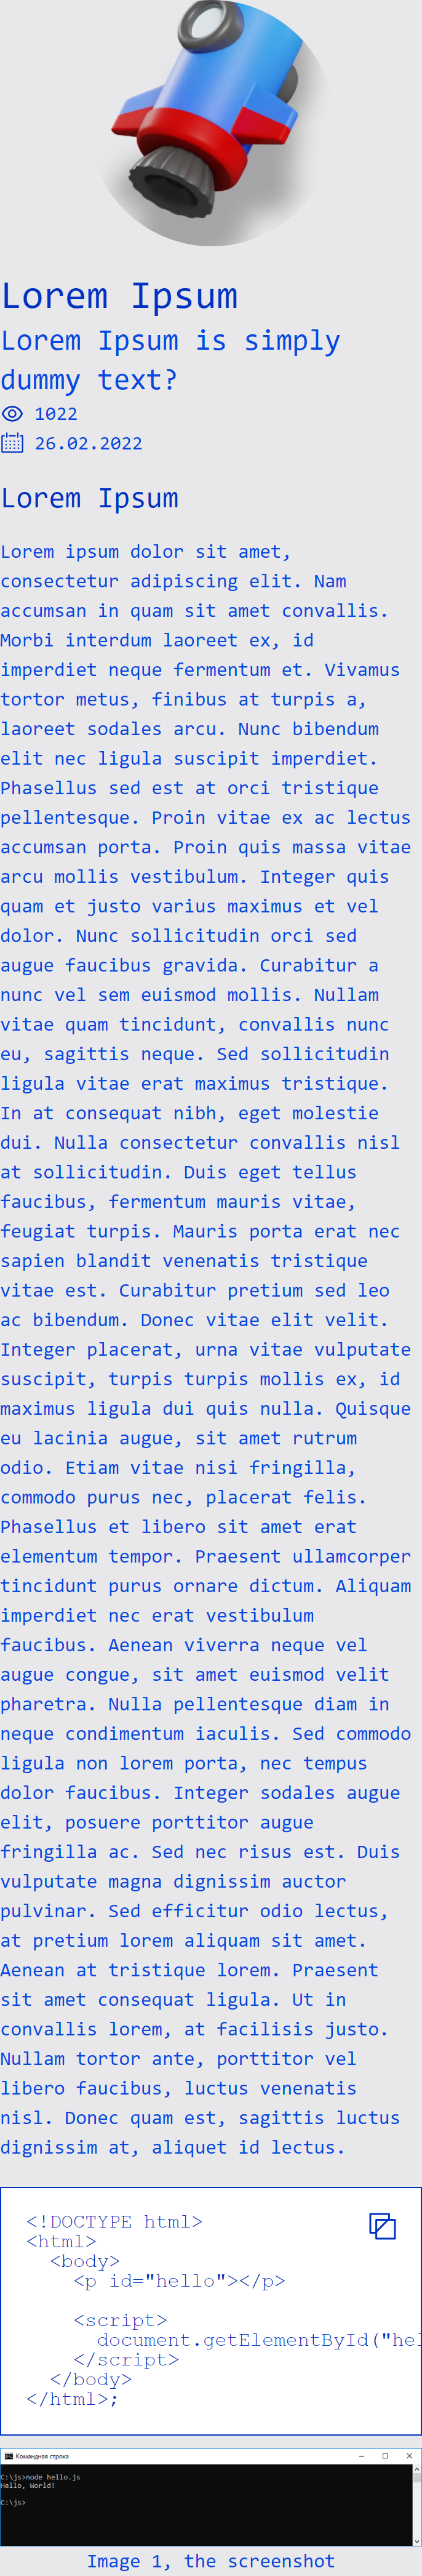 Lorem Ipsum
Lorem Ipsum is simply
dummy text?
1022
26.02.2022
Lorem Ipsum
Lorem ipsum dolor sit amet,
consectetur adipiscing elit. Nam
accumsan in quam sit amet convallis.
Morbi interdum laoreet ex, id
imperdiet neque fermentum et. Vivamus
tortor metus, finibus at turpis a,
laoreet sodales arcu. Nunc bibendum
elit nec ligula suscipit imperdiet.
Phasellus sed est at orci tristique
pellentesque. Proin vitae ex ac lectus
accumsan porta. Proin quis massa vitae
arcu mollis vestibulum. Integer quis
quam et justo varius maximus et vel
dolor. Nunc sollicitudin orci sed
augue faucibus gravida. Curabitur a
nunc vel sem euismod mollis. Nullam
vitae quam tincidunt, convallis nunc
eu, sagittis neque. Sed sollicitudin
ligula vitae erat maximus tristique.
In at consequat nibh, eget molestie
dui. Nulla consectetur convallis nisl
at sollicitudin. Duis eget tellus
faucibus, fermentum mauris vitae,
feugiat turpis. Mauris porta erat nec
sapien blandit venenatis tristique
vitae est. Curabitur pretium sed leo
ac bibendum. Donec vitae elit velit.
Integer placerat, urna vitae vulputate
suscipit, turpis turpis mollis ex, id
maximus ligula dui quis nulla. Quisque
eu lacinia augue, sit amet rutrum
odio. Etiam vitae nisi fringilla,
commodo purus nec, placerat felis.
Phasellus et libero sit amet erat
elementum tempor. Praesent ullamcorper
tincidunt purus ornare dictum. Aliquam
imperdiet nec erat vestibulum
faucibus. Aenean viverra neque vel
augue congue, sit amet euismod velit
pharetra. Nulla pellentesque diam in
neque condimentum iaculis. Sed commodo
ligula non lorem porta, nec tempus
dolor faucibus. Integer sodales augue
elit, posuere porttitor augue
fringilla ac. Sed nec risus est. Duis
vulputate magna dignissim auctor
pulvinar. Sed efficitur odio lectus,
at pretium lorem aliquam sit amet.
Aenean at tristique lorem. Praesent
sit amet consequat ligula. Ut in
convallis lorem, at facilisis justo.
Nullam tortor ante, porttitor vel
libero faucibus, luctus venenatis
nisl. Donec quam est, sagittis luctus
dignissim at, aliquet id lectus.
<!DOCTYPE html>
<html>
<body>
<p id="hello"></p>
<script>
document.getElementById("hel
</script>
</body>
</html>;
Командная строка
C:\js>node hello.js
Hello, World!
C:\js>
Image 1, the screenshot